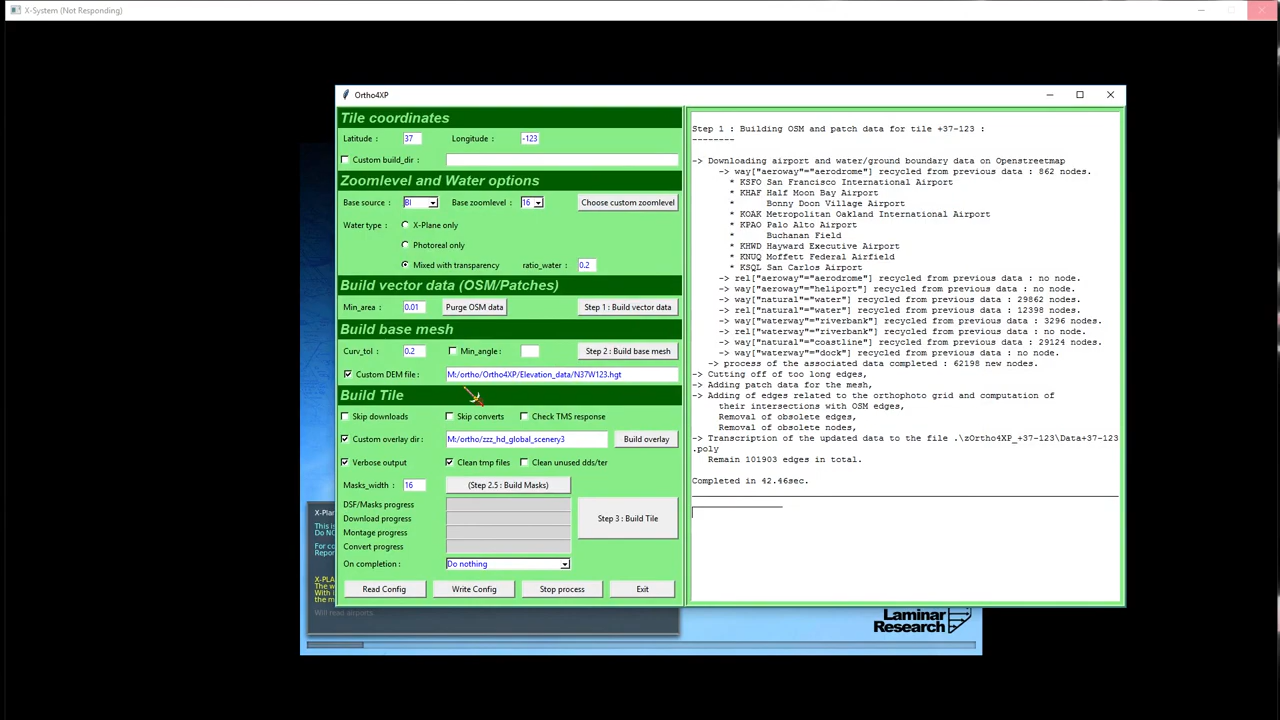 X-System (Not Responding)
Ortho4XP
Tile coordinates
Latitude : 37 Longitude : -123
Custom build_dir :
Zoomlevel and Water options
Base source : BI Base zoomlevel : 16 Choose custom zoomlevel
Water type : X-Plane only
Photoreal only
Mixed with transparency ratio_water : 0.2
Build vector data (OSM/Patches)
Min_area : 0.01 Purge OSM data Step 1 : Build vector data
Build base mesh
Curv_tol : 0.2 Min_angle : Step 2 : Build base mesh
Custom DEM file : M:/ortho/Ortho4XP/Elevation_data/N37W123.hgt
Build Tile
Skip downloads Skip converts Check TMS response
Custom overlay dir : M:/ortho/zzz_hd_global_scenery3 Build overlay
Verbose output Clean tmp files Clean unused dds/ter
Masks_width : 16 (Step 2.5 : Build Masks)
DSF/Masks progress
Download progress
Montage progress
Convert progress
Step 3 : Build Tile
On completion : Do nothing
Read Config Write Config Stop process Exit
Step 1 : Building OSM and patch data for tile +37-123 :
--------
-> Downloading airport and water/ground boundary data on Openstreetmap
-> way["aeroway"="aerodrome"] recycled from previous data : 862 nodes.
* KSFO San Francisco International Airport
* KHAF Half Moon Bay Airport
* Bonny Doon Village Airport
* KOAK Metropolitan Oakland International Airport
* KPAO Palo Alto Airport
* Buchanan Field
* KHWD Hayward Executive Airport
* KNUQ Moffett Federal Airfield
* KSQL San Carlos Airport
-> rel["aeroway"="aerodrome"] recycled from previous data : no node.
-> way["aeroway"="heliport"] recycled from previous data : no node.
-> way["natural"="water"] recycled from previous data : 29862 nodes.
-> rel["natural"="water"] recycled from previous data : 12398 nodes.
-> way["waterway"="riverbank"] recycled from previous data : 3296 nodes.
-> rel["waterway"="riverbank"] recycled from previous data : no node.
-> way["natural"="coastline"] recycled from previous data : 29124 nodes.
-> way["waterway"="dock"] recycled from previous data : no node.
-> process of the associated data completed : 62198 new nodes.
-> Cutting off of too long edges,
-> Adding patch data for the mesh,
-> Adding of edges related to the orthophoto grid and computation of
their intersections with OSM edges,
Removal of obsolete edges,
Removal of obsolete nodes,
-> Transcription of the updated data to the file .\zOrtho4XP_+37-123\Data+37-123
.poly
Remain 101903 edges in total.
Completed in 42.46sec.
X-Plan
This is
Do NO
For co
Repor
X-PLA
The w
With l
the m
Will read airports.
Laminar
Research